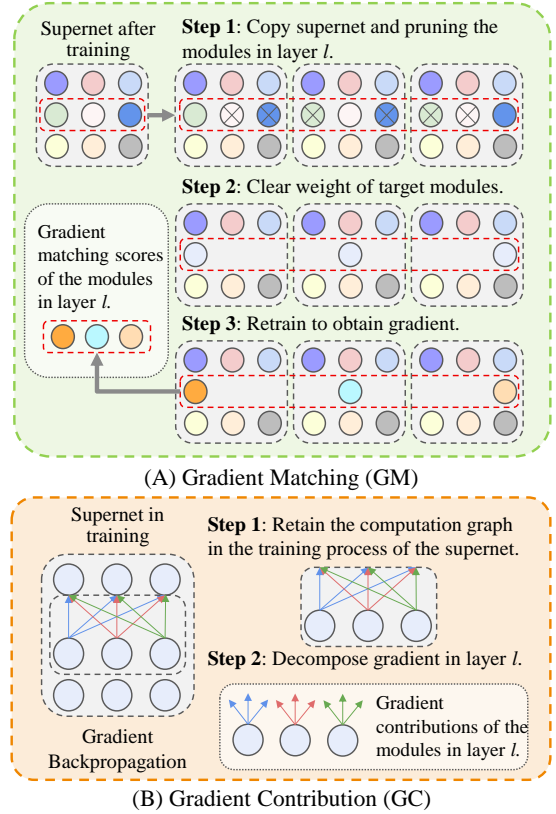 Supernet after
training
Step 1: Copy supernet and pruning the
modules in layer l.
Step 2: Clear weight of target modules.
Gradient
matching scores
of the modules
in layer l.
Step 3: Retrain to obtain gradient.
(A) Gradient Matching (GM)
Supernet in
training
Step 1: Retain the computation graph
in the training process of the supernet.
Step 2: Decompose gradient in layer l.
Gradient
contributions of the
modules in layer l.
Gradient
Backpropagation
(B) Gradient Contribution (GC)